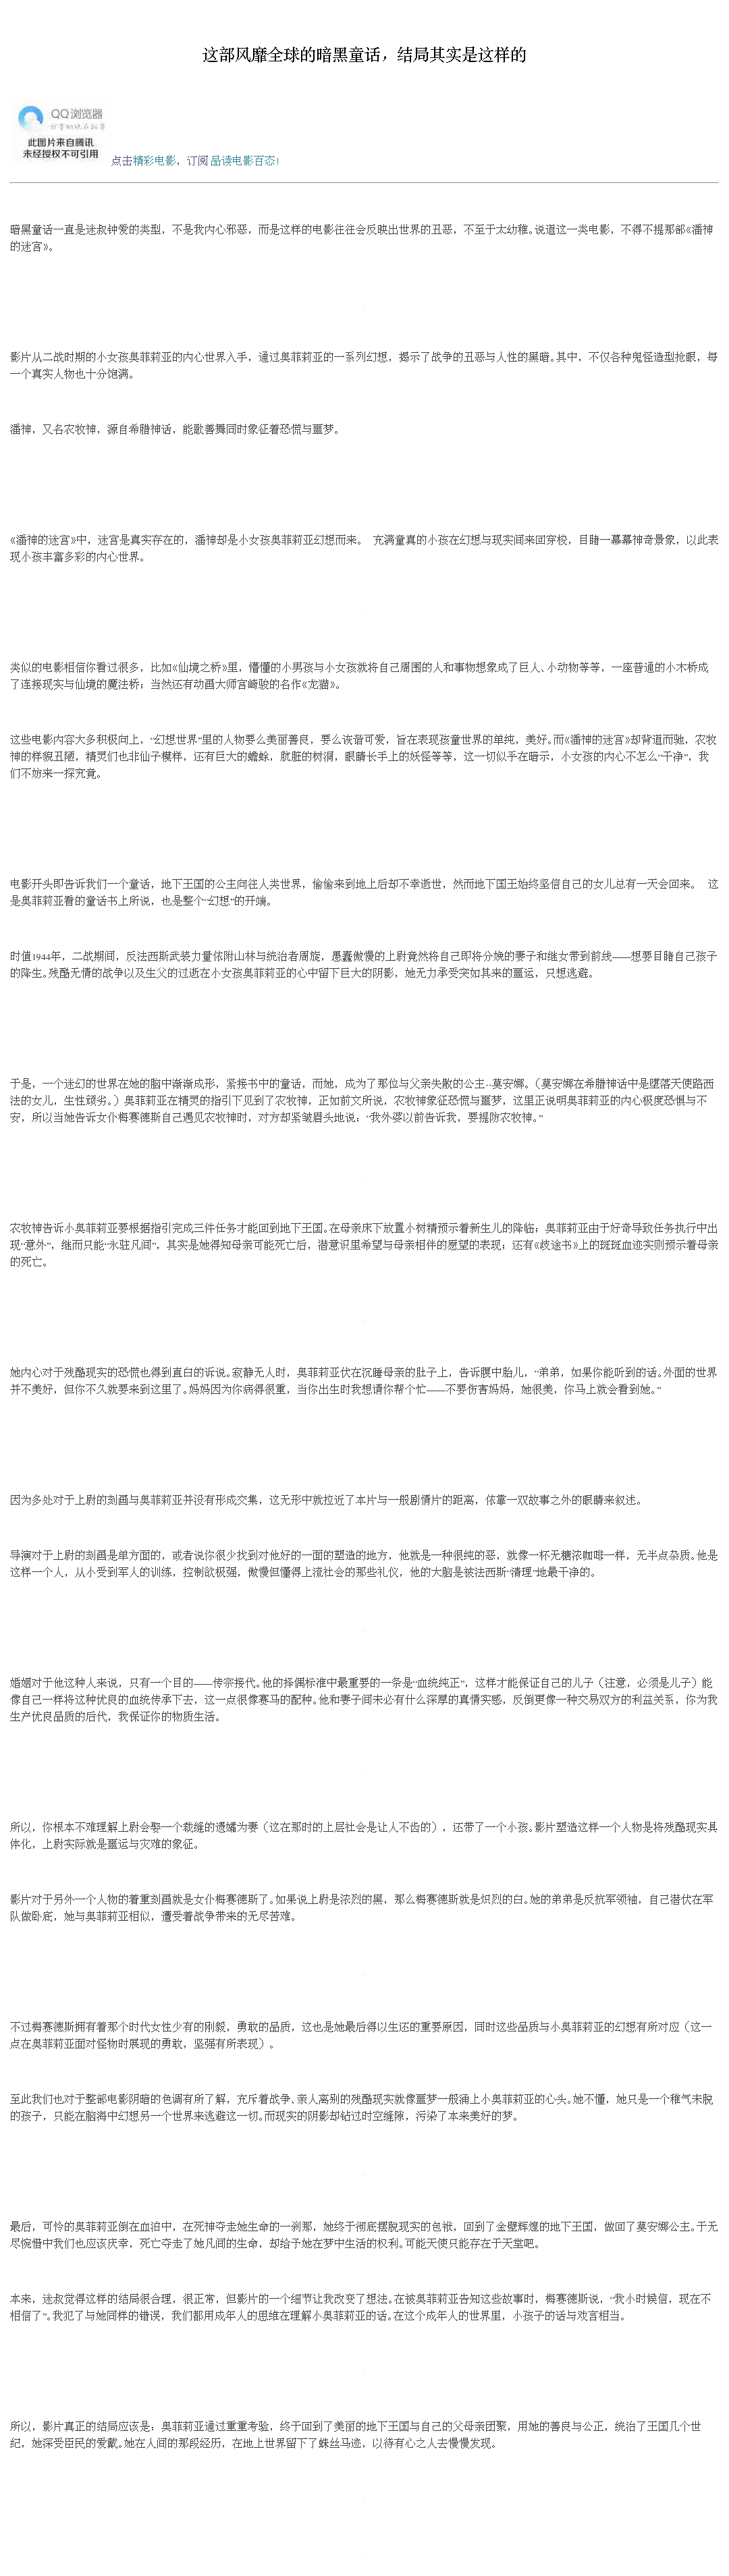 这部风靡全球的暗黑童话，结局其实是这样的
QQ浏览器
此图片来自腾讯
未经授权不可引用
点击精彩电影，订阅 品读电影百态！
暗黑童话一直是迷叔钟爱的类型，不是我内心邪恶，而是这样的电影往往会反映出世界的丑恶，不至于太幼稚。说道这一类电影，不得不提那部《潘神
的迷宫》。
影片从二战时期的小女孩奥菲莉亚的内心世界入手，通过奥菲莉亚的一系列幻想，揭示了战争的丑恶与人性的黑暗。其中，不仅各种鬼怪造型抢眼，每
一个真实人物也十分饱满。
潘神，又名农牧神，源自希腊神话，能歌善舞同时象征着恐慌与噩梦。
《潘神的迷宫》中，迷宫是真实存在的，潘神却是小女孩奥菲莉亚幻想而来。 充满童真的小孩在幻想与现实间来回穿梭，目睹一幕幕神奇景象，以此表
现小孩丰富多彩的内心世界。
类似的电影相信你看过很多，比如《仙境之桥》里，懵懂的小男孩与小女孩就将自己周围的人和事物想象成了巨人、小动物等等，一座普通的小木桥成
了连接现实与仙境的魔法桥；当然还有动画大师宫崎骏的名作《龙猫》。
这些电影内容大多积极向上，“幻想世界”里的人物要么美丽善良，要么诙谐可爱，旨在表现孩童世界的单纯，美好。而《潘神的迷宫》却背道而驰，农牧
神的样貌丑陋，精灵们也非仙子模样，还有巨大的蟾蜍，肮脏的树洞，眼睛长手上的妖怪等等，这一切似乎在暗示，小女孩的内心不怎么“干净”，我
们不妨来一探究竟。
电影开头即告诉我们一个童话，地下王国的公主向往人类世界，偷偷来到地上后却不幸逝世，然而地下国王始终坚信自己的女儿总有一天会回来。 这
是奥菲莉亚看的童话书上所说，也是整个“幻想”的开端。
时值1944年，二战期间，反法西斯武装力量依附山林与统治者周旋，愚蠢傲慢的上尉竟然将自己即将分娩的妻子和继女带到前线——想要目睹自己孩子
的降生。残酷无情的战争以及生父的过逝在小女孩奥菲莉亚的心中留下巨大的阴影，她无力承受突如其来的噩运，只想逃避。
于是，一个迷幻的世界在她的脑中渐渐成形，紧接书中的童话，而她，成为了那位与父亲失散的公主--莫安娜。（莫安娜在希腊神话中是堕落天使路西
法的女儿，生性顽劣。）奥菲莉亚在精灵的指引下见到了农牧神，正如前文所说，农牧神象征恐慌与噩梦，这里正说明奥菲莉亚的内心极度恐惧与不
安，所以当她告诉女仆梅赛德斯自己遇见农牧神时，对方却紧皱眉头地说：“我外婆以前告诉我，要提防农牧神。”
农牧神告诉小奥菲莉亚要根据指引完成三件任务才能回到地下王国。在母亲床下放置小树精预示着新生儿的降临；奥菲莉亚由于好奇导致任务执行中出
现“意外”，继而只能“永驻凡间”，其实是她得知母亲可能死亡后，潜意识里希望与母亲相伴的愿望的表现；还有《歧途书》上的斑斑血迹实则预示着母亲
的死亡。
她内心对于残酷现实的恐慌也得到直白的诉说。寂静无人时，奥菲莉亚伏在沉睡母亲的肚子上，告诉腹中胎儿，“弟弟，如果你能听到的话。外面的世界
并不美好，但你不久就要来到这里了。妈妈因为你病得很重，当你出生时我想请你帮个忙——不要伤害妈妈，她很美，你马上就会看到她。”
因为多处对于上尉的刻画与奥菲莉亚并没有形成交集，这无形中就拉近了本片与一般剧情片的距离，依靠一双故事之外的眼睛来叙述。
导演对于上尉的刻画是单方面的，或者说你很少找到对他好的一面的塑造的地方，他就是一种很纯的恶，就像一杯无糖浓咖啡一样，无半点杂质。他是
这样一个人，从小受到军人的训练，控制欲极强，傲慢但懂得上流社会的那些礼仪，他的大脑是被法西斯“清理”地最干净的。
婚姻对于他这种人来说，只有一个目的——传宗接代。他的择偶标准中最重要的一条是“血统纯正”，这样才能保证自己的儿子（注意，必须是儿子）能
像自己一样将这种优良的血统传承下去，这一点很像赛马的配种。他和妻子间未必有什么深厚的真情实感，反倒更像一种交易双方的利益关系，你为我
生产优良品质的后代，我保证你的物质生活。
所以，你根本不难理解上尉会娶一个裁缝的遗孀为妻（这在那时的上层社会是让人不齿的），还带了一个小孩。影片塑造这样一个人物是将残酷现实具
体化，上尉实际就是噩运与灾难的象征。
影片对于另外一个人物的着重刻画就是女仆梅赛德斯了。如果说上尉是浓烈的黑，那么梅赛德斯就是炽烈的白。她的弟弟是反抗军领袖，自己潜伏在军
队做卧底，她与奥菲莉亚相似，遭受着战争带来的无尽苦难。
不过梅赛德斯拥有着那个时代女性少有的刚毅，勇敢的品质，这也是她最后得以生还的重要原因，同时这些品质与小奥菲莉亚的幻想有所对应（这一
点在奥菲莉亚面对怪物时展现的勇敢，坚强有所表现）。
至此我们也对于整部电影阴暗的色调有所了解，充斥着战争、亲人离别的残酷现实就像噩梦一般涌上小奥菲莉亚的心头。她不懂，她只是一个稚气未脱
的孩子，只能在脑海中幻想另一个世界来逃避这一切。而现实的阴影却钻过时空缝隙，污染了本来美好的梦。
最后，可怜的奥菲莉亚倒在血泊中，在死神夺走她生命的一刹那，她终于彻底摆脱现实的包袱，回到了金壁辉煌的地下王国，做回了莫安娜公主。于无
尽惋惜中我们也应该庆幸，死亡夺走了她凡间的生命，却给予她在梦中生活的权利。可能天使只能存在于天堂吧。
本来，迷叔觉得这样的结局很合理，很正常，但影片的一个细节让我改变了想法。在被奥菲莉亚告知这些故事时，梅赛德斯说，“我小时候信，现在不
相信了”。我犯了与她同样的错误，我们都用成年人的思维在理解小奥菲莉亚的话。在这个成年人的世界里，小孩子的话与戏言相当。
所以，影片真正的结局应该是：奥菲莉亚通过重重考验，终于回到了美丽的地下王国与自己的父母亲团聚，用她的善良与公正，统治了王国几个世
纪，她深受臣民的爱戴。她在人间的那段经历，在地上世界留下了蛛丝马迹，以待有心之人去慢慢发现。